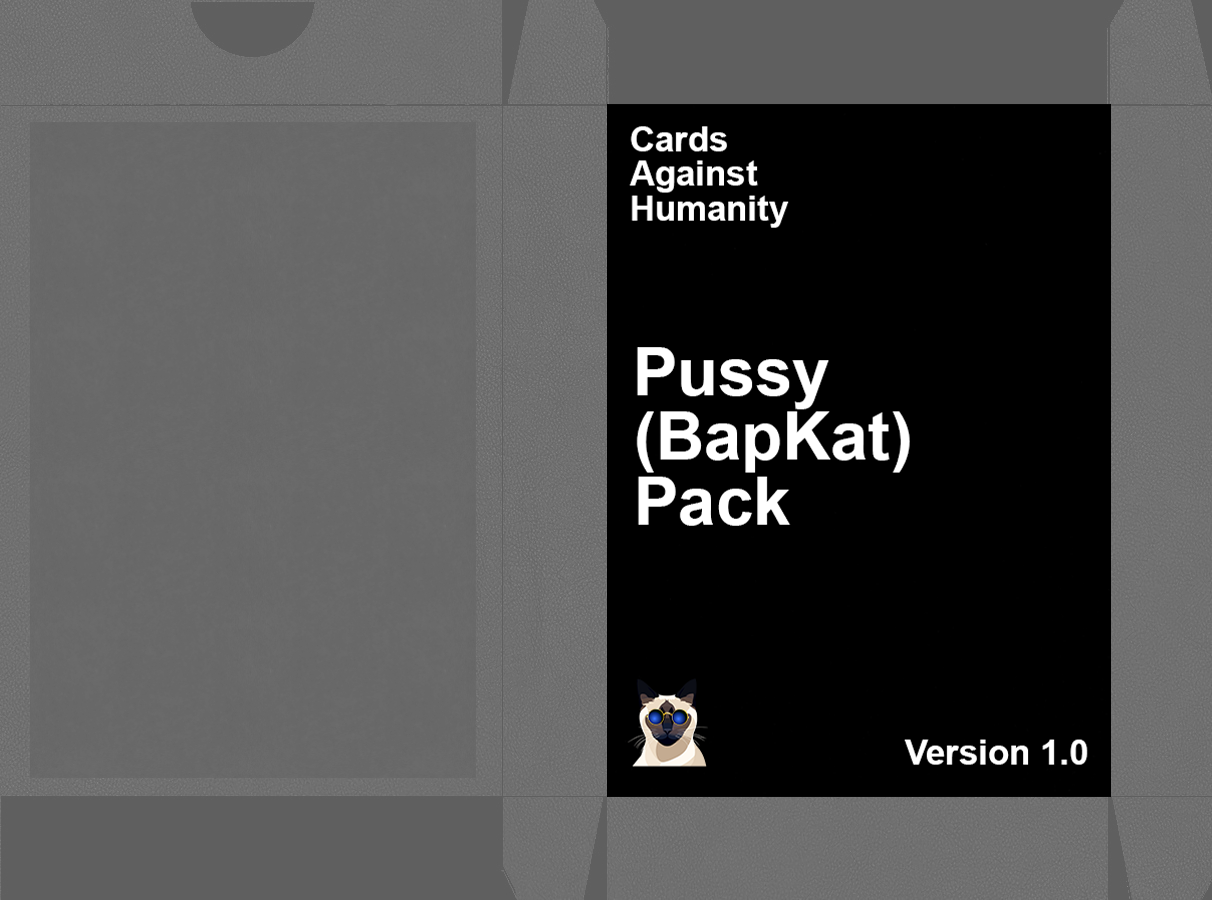 Cards
Against
Humanity
Pussy
(BapKat)
Pack
Version 1.0